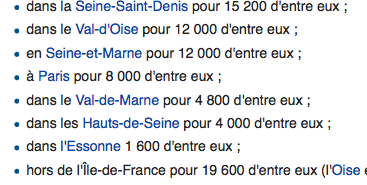 dans la Seine-Saint-Denis pour 15 200 d'entre eux ;
dans le Val-d'Oise pour 12 000 d'entre eux ;
en Seine-et-Marne pour 12 000 d'entre eux ;
à Paris pour 8 000 d'entre eux ;
dans le Val-de-Marne pour 4 800 d'entre eux ;
dans les Hauts-de-Seine pour 4 000 d'entre eux ;
dans l'Essonne 1 600 d'entre eux ;
hors de l'Île-de-France pour 19 600 d'entre eux (l'Oise